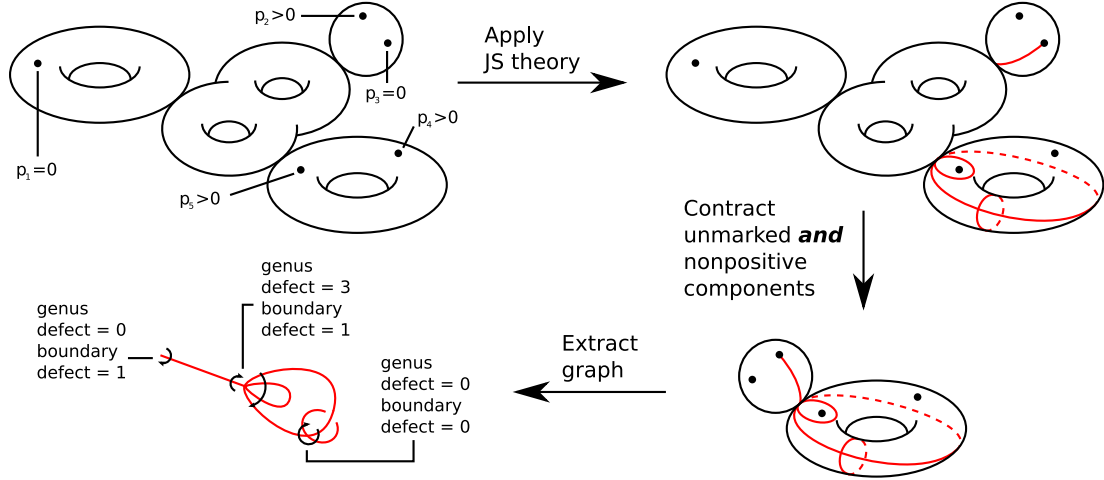 p₂>0
p₃=0
p₁=0
p₄>0
p₅>0
Apply
JS theory
Contract
unmarked and
nonpositive
components
Extract
graph
genus
defect = 3
boundary
defect = 1
genus
defect = 0
boundary
defect = 1
genus
defect = 0
boundary
defect = 0